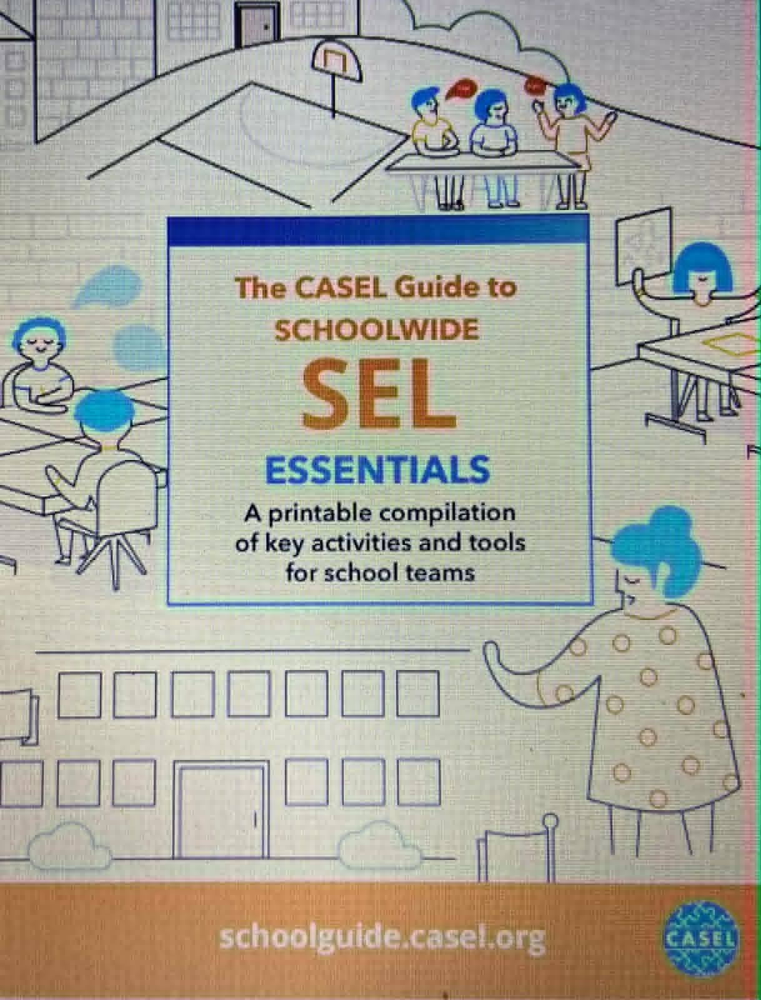 The CASEL Guide to
SCHOOLWIDE
SEL
ESSENTIALS
A printable compilation
of key activities and tools
for school teams
schoolguide.casel.org
CASEL